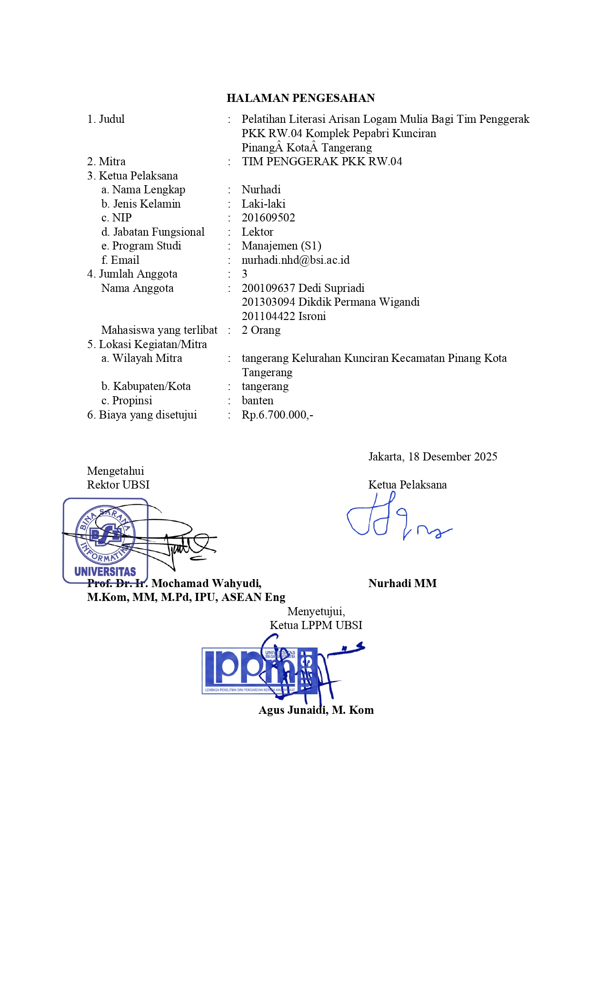 HALAMAN PENGESAHAN
1. Judul : Pelatihan Literasi Arisan Logam Mulia Bagi Tim Penggerak
PKK RW.04 Komplek Pepabri Kunciran
PinangÂ KotaÂ Tangerang
2. Mitra : TIM PENGGERAK PKK RW.04
3. Ketua Pelaksana
a. Nama Lengkap : Nurhadi
b. Jenis Kelamin : Laki-laki
c. NIP : 201609502
d. Jabatan Fungsional : Lektor
e. Program Studi : Manajemen (S1)
f. Email : nurhadi.nhd@bsi.ac.id
4. Jumlah Anggota : 3
Nama Anggota : 200109637 Dedi Supriadi
201303094 Dikdik Permana Wigandi
201104422 Isroni
Mahasiswa yang terlibat : 2 Orang
5. Lokasi Kegiatan/Mitra
a. Wilayah Mitra : tangerang Kelurahan Kunciran Kecamatan Pinang Kota
Tangerang
b. Kabupaten/Kota : tangerang
c. Propinsi : banten
6. Biaya yang disetujui : Rp.6.700.000,-
Jakarta, 18 Desember 2025
Mengetahui
Rektor UBSI Ketua Pelaksana
BINA SARANA
BSI
INFORMATIKA
UNIVERSITAS
Prof. Dr. Ir. Mochamad Wahyudi, Nurhadi MM
M.Kom, MM, M.Pd, IPU, ASEAN Eng
Menyetujui,
Ketua LPPM UBSI
UNIVERSITAS
BINA SARANA INFORMATIKA
lppm
UBSI
LEMBAGA PENELITIAN DAN PENGABDIAN KEPADA MASYARAKAT
Agus Junaidi, M. Kom